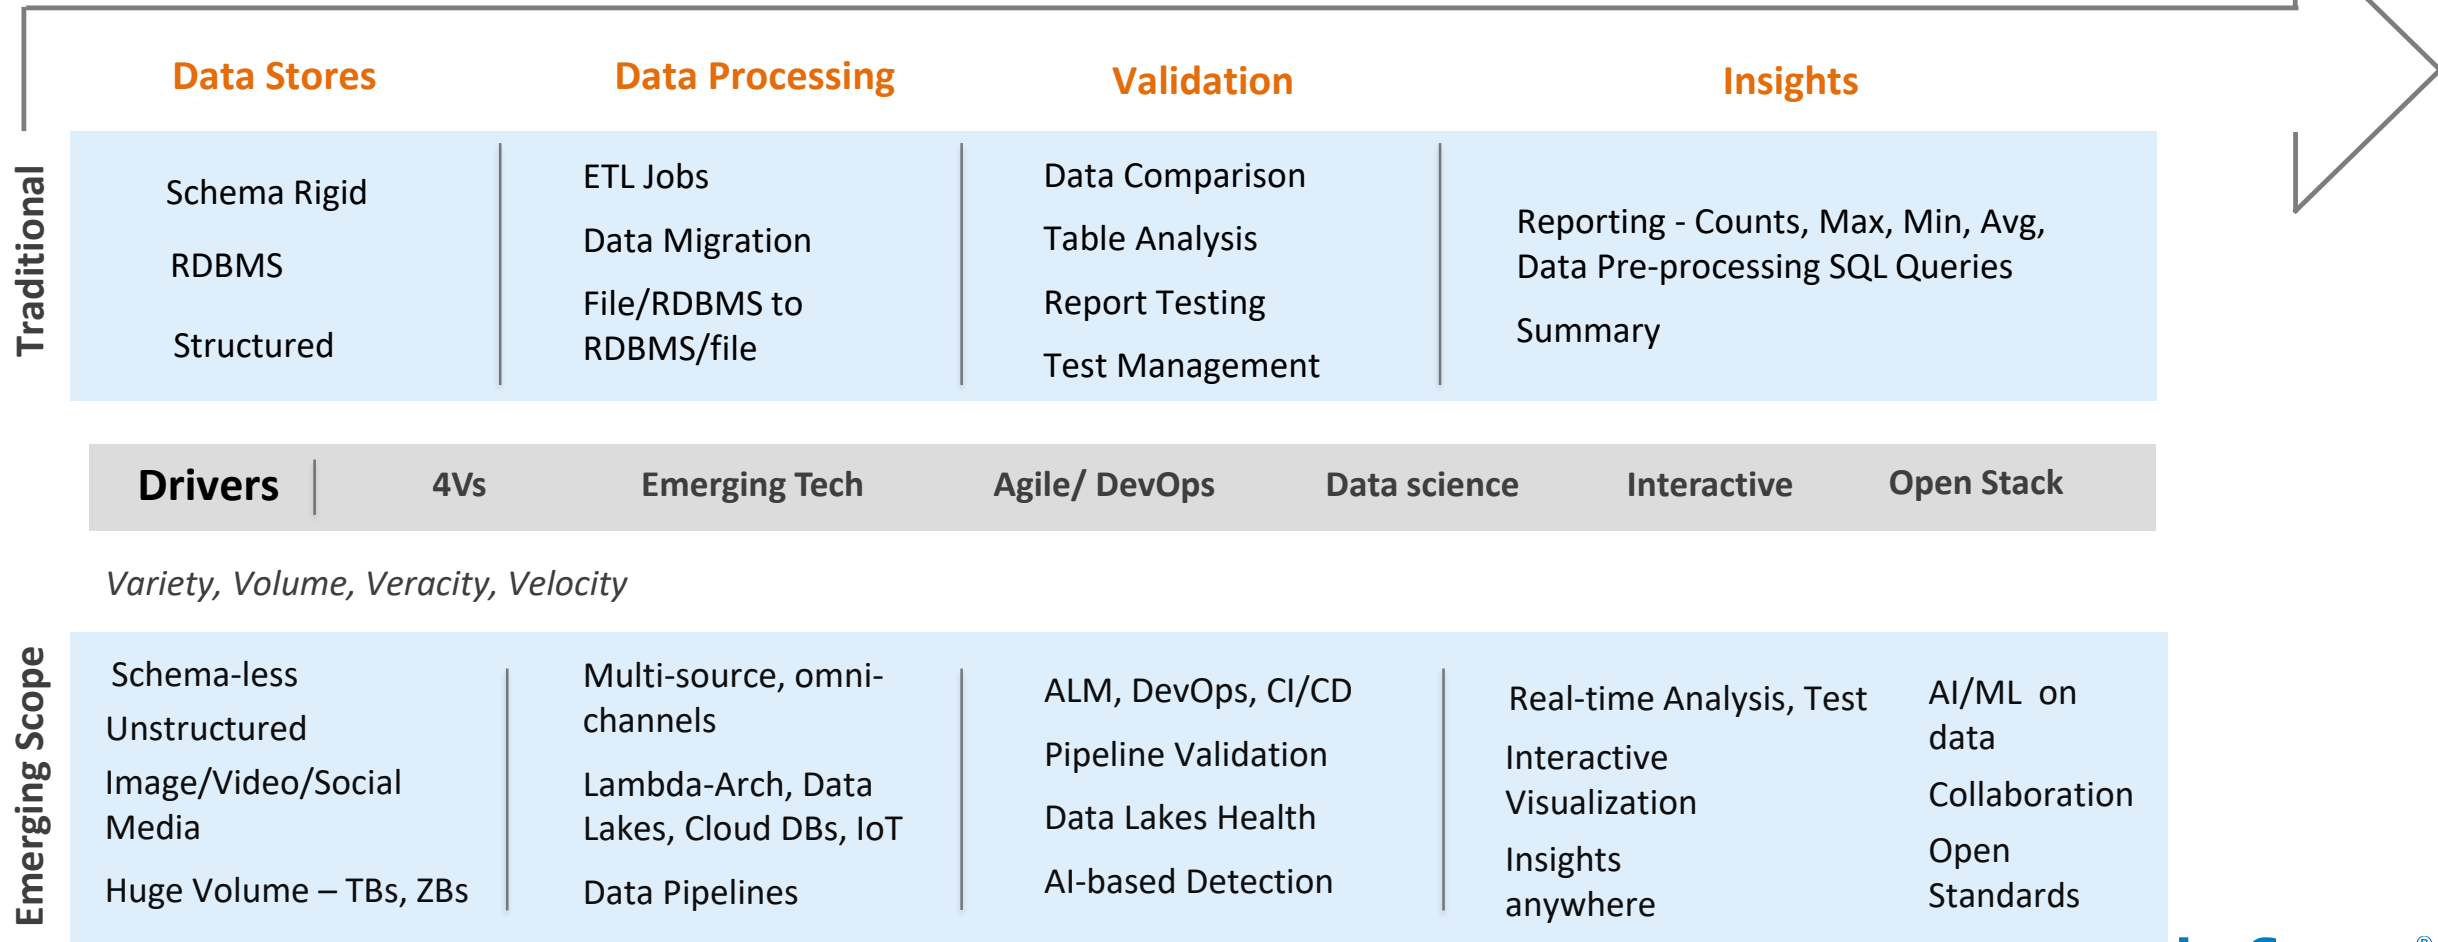 Data Stores
Data Processing
Validation
Insights
Traditional
Schema Rigid
RDBMS
Structured
ETL Jobs
Data Migration
File/RDBMS to
RDBMS/file
Data Comparison
Table Analysis
Report Testing
Test Management
Reporting - Counts, Max, Min, Avg,
Data Pre-processing SQL Queries
Summary
Drivers
4Vs
Emerging Tech
Agile/ DevOps
Data science
Interactive
Open Stack
Variety, Volume, Veracity, Velocity
Emerging Scope
Schema-less
Unstructured
Image/Video/Social
Media
Huge Volume – TBs, ZBs
Multi-source, omni-
channels
Lambda-Arch, Data
Lakes, Cloud DBs, IoT
Data Pipelines
ALM, DevOps, CI/CD
Pipeline Validation
Data Lakes Health
AI-based Detection
Real-time Analysis, Test
Interactive
Visualization
Insights
anywhere
AI/ML on
data
Collaboration
Open
Standards